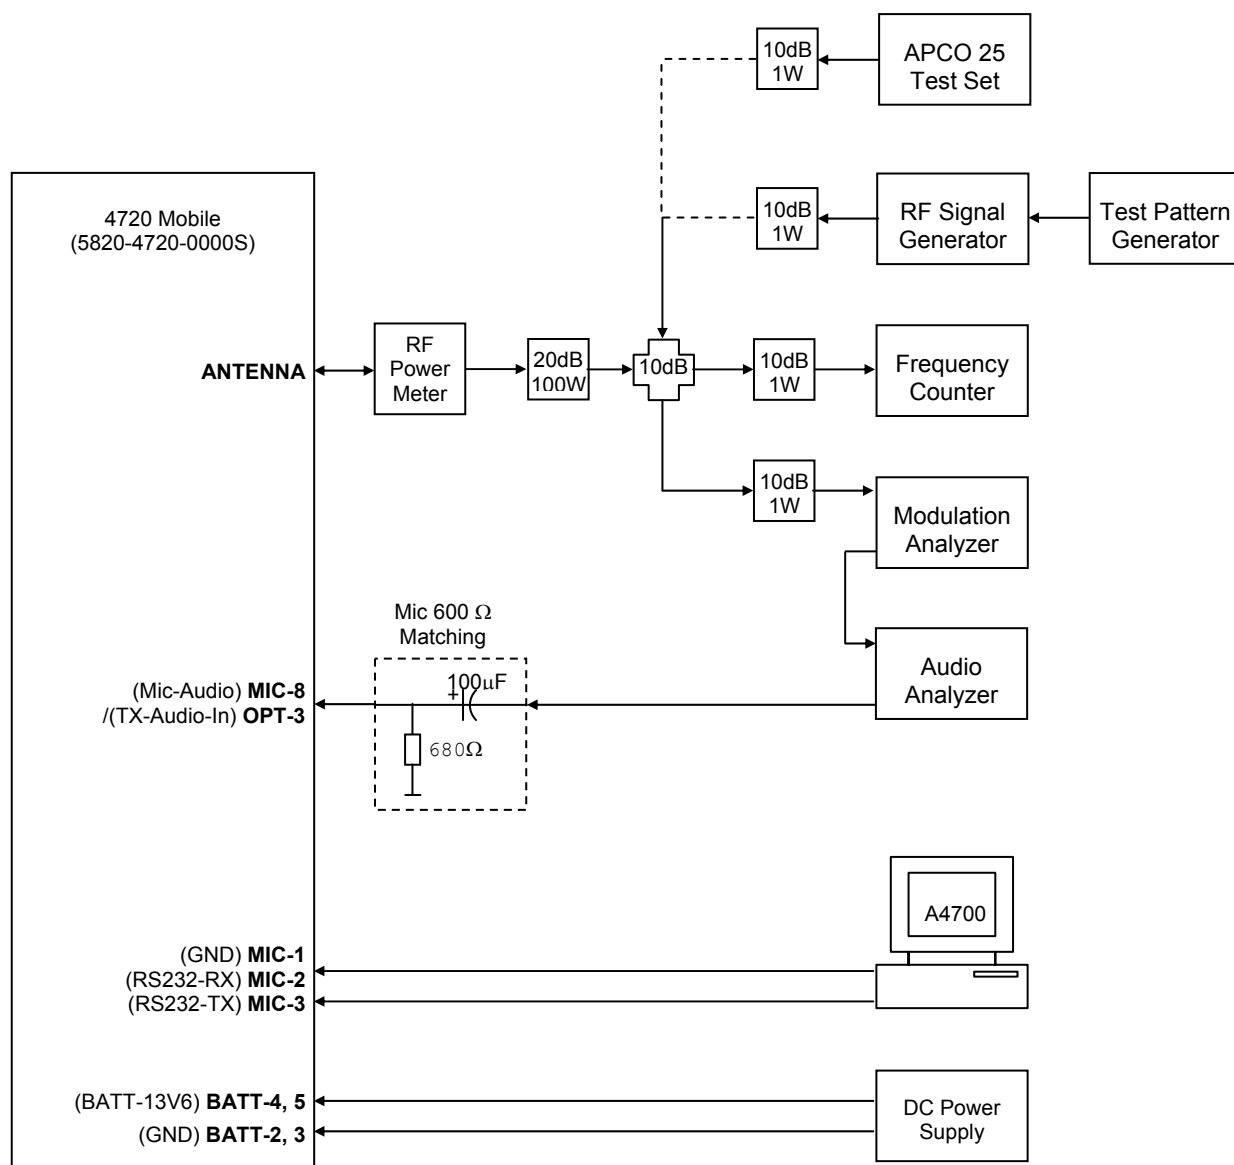 10dB
1W
APCO 25
Test Set
4720 Mobile
(5820-4720-0000S)
10dB
1W
RF Signal
Generator
Test Pattern
Generator
ANTENNA
RF
Power
Meter
20dB
100W
10dB
10dB
1W
Frequency
Counter
10dB
1W
Modulation
Analyzer
Mic 600 Ω
Matching
(Mic-Audio) MIC-8
/(TX-Audio-In) OPT-3
100µF
+
680Ω
Audio
Analyzer
A4700
(GND) MIC-1
(RS232-RX) MIC-2
(RS232-TX) MIC-3
(BATT-13V6) BATT-4, 5
(GND) BATT-2, 3
DC Power
Supply